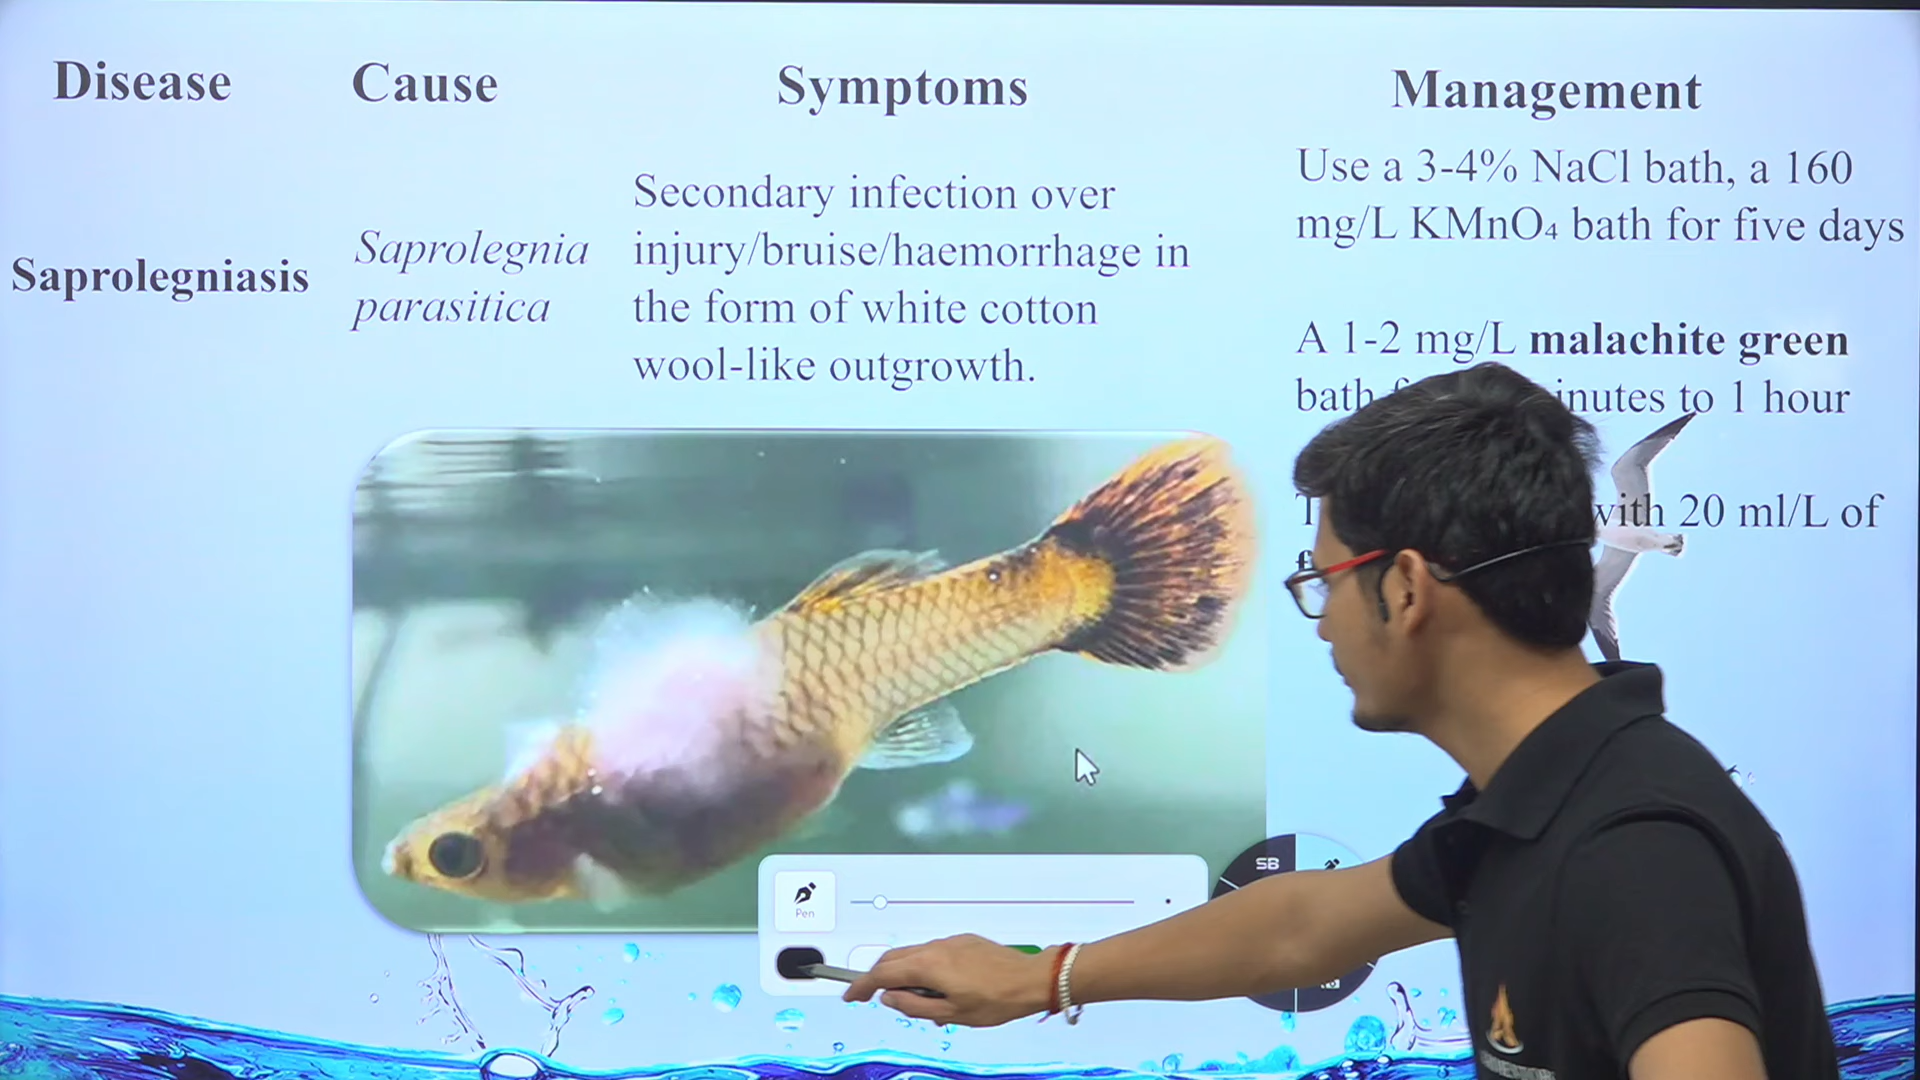 Disease Cause Symptoms Management
Saprolegniasis
Saprolegnia
parasitica
Secondary infection over
injury/bruise/haemorrhage in
the form of white cotton
wool-like outgrowth.
Use a 3-4% NaCl bath, a 160
mg/L KMnO₄ bath for five days
A 1-2 mg/L malachite green
bath to 1 hour
with 20 ml/L of
Pen
SB